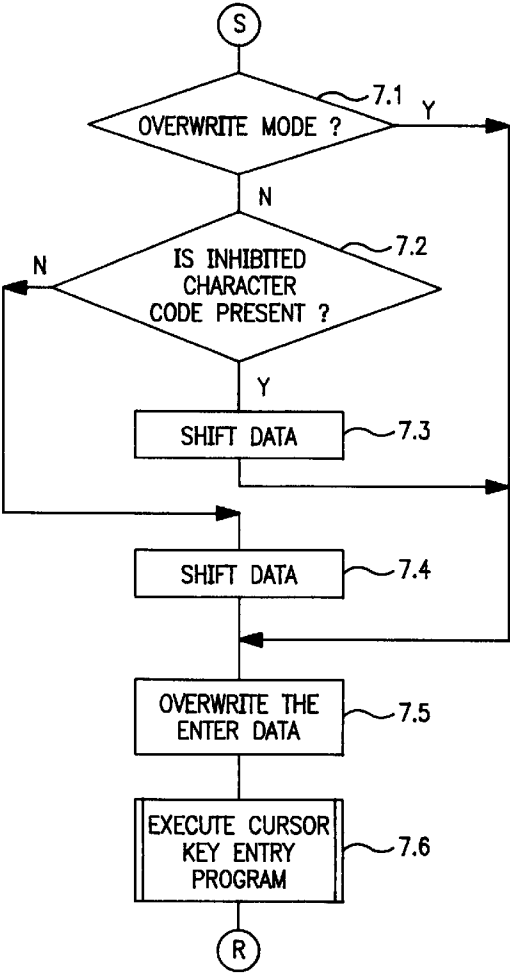 S
7.1
OVERWRITE MODE ?
Y
N
7.2
N
IS INHIBITED
CHARACTER
CODE PRESENT ?
Y
SHIFT DATA
7.3
SHIFT DATA
7.4
OVERWRITE THE
ENTER DATA
7.5
EXECUTE CURSOR
KEY ENTRY
PROGRAM
7.6
R